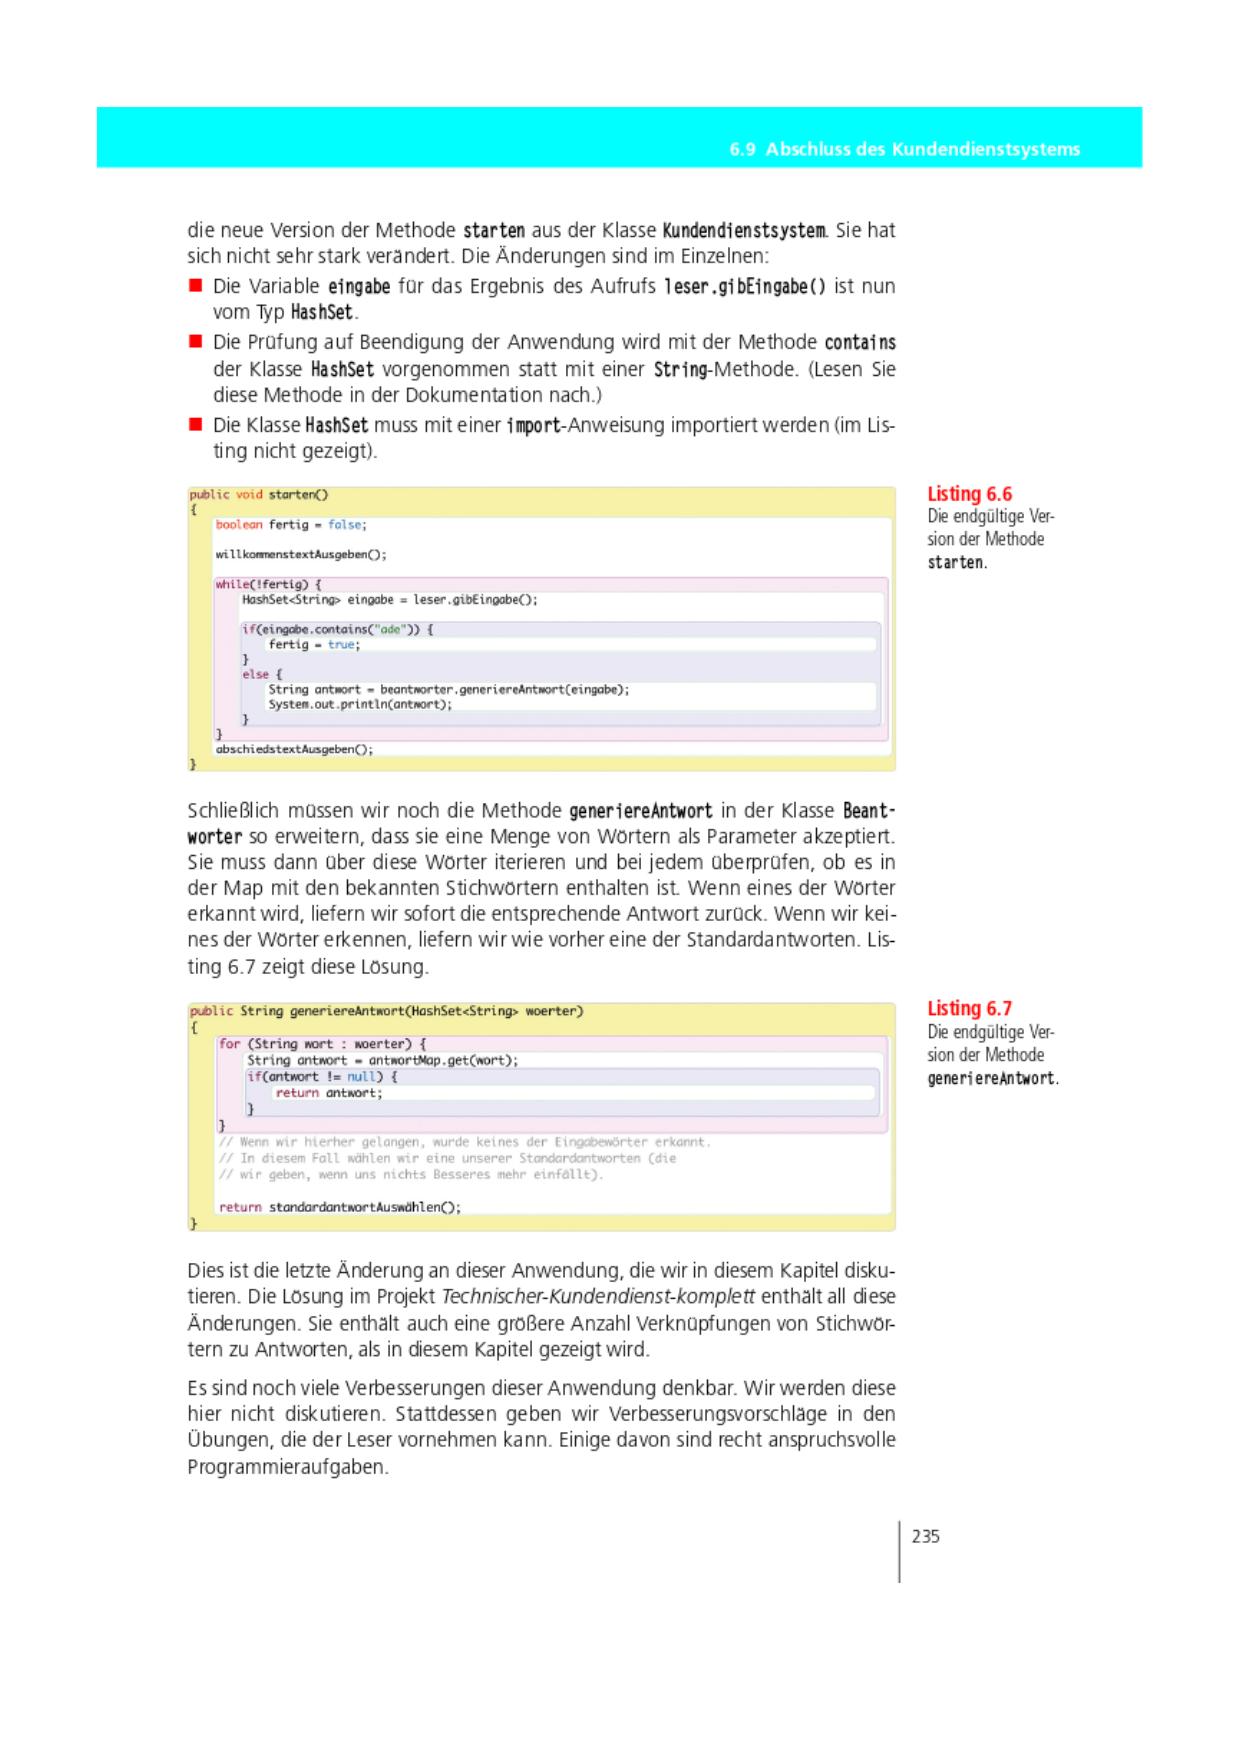 6.9 Abschluss des Kundendienstsystems
die neue Version der Methode starten aus der Klasse Kundendienstsystem. Sie hat
sich nicht sehr stark verändert. Die Änderungen sind im Einzelnen:
Die Variable eingabe für das Ergebnis des Aufrufs leser.gibEingabe() ist nun
vom Typ HashSet.
Die Prüfung auf Beendigung der Anwendung wird mit der Methode contains
der Klasse HashSet vorgenommen statt mit einer String-Methode. (Lesen Sie
diese Methode in der Dokumentation nach.)
Die Klasse HashSet muss mit einer import-Anweisung importiert werden (im Lis-
ting nicht gezeigt).
public void starten()
{
boolean fertig = false;
willkommenstextAusgeben();
while(!fertig) {
HashSet<String> eingabe = leser.gibEingabe();
if(eingabe.contains("ade")) {
fertig = true;
}
else {
String antwort = beantworter.generiereAntwort(eingabe);
System.out.println(antwort);
}
}
abschiedstextAusgeben();
}
Listing 6.6
Die endgültige Ver-
sion der Methode
starten.
Schließlich müssen wir noch die Methode generiereAntwort in der Klasse Beant-
worter so erweitern, dass sie eine Menge von Wörtern als Parameter akzeptiert.
Sie muss dann über diese Wörter iterieren und bei jedem überprüfen, ob es in
der Map mit den bekannten Stichwörtern enthalten ist. Wenn eines der Wörter
erkannt wird, liefern wir sofort die entsprechende Antwort zurück. Wenn wir kei-
nes der Wörter erkennen, liefern wir wie vorher eine der Standardantworten. Lis-
ting 6.7 zeigt diese Lösung.
public String generiereAntwort(HashSet<String> woerter)
{
for (String wort : woerter) {
String antwort = antwortMap.get(wort);
if(antwort != null) {
return antwort;
}
}
// Wenn wir hierher gelangen, wurde keines der Eingabewörter erkannt.
// In diesem Fall wählen wir eine unserer Standardantworten (die
// wir geben, wenn uns nichts Besseres mehr einfällt).
return standardantwortAuswählen();
}
Listing 6.7
Die endgültige Ver-
sion der Methode
generiereAntwort.
Dies ist die letzte Änderung an dieser Anwendung, die wir in diesem Kapitel disku-
tieren. Die Lösung im Projekt Technischer-Kundendienst-komplett enthält all diese
Änderungen. Sie enthält auch eine größere Anzahl Verknüpfungen von Stichwör-
tern zu Antworten, als in diesem Kapitel gezeigt wird.
Es sind noch viele Verbesserungen dieser Anwendung denkbar. Wir werden diese
hier nicht diskutieren. Stattdessen geben wir Verbesserungsvorschläge in den
Übungen, die der Leser vornehmen kann. Einige davon sind recht anspruchsvolle
Programmieraufgaben.
235